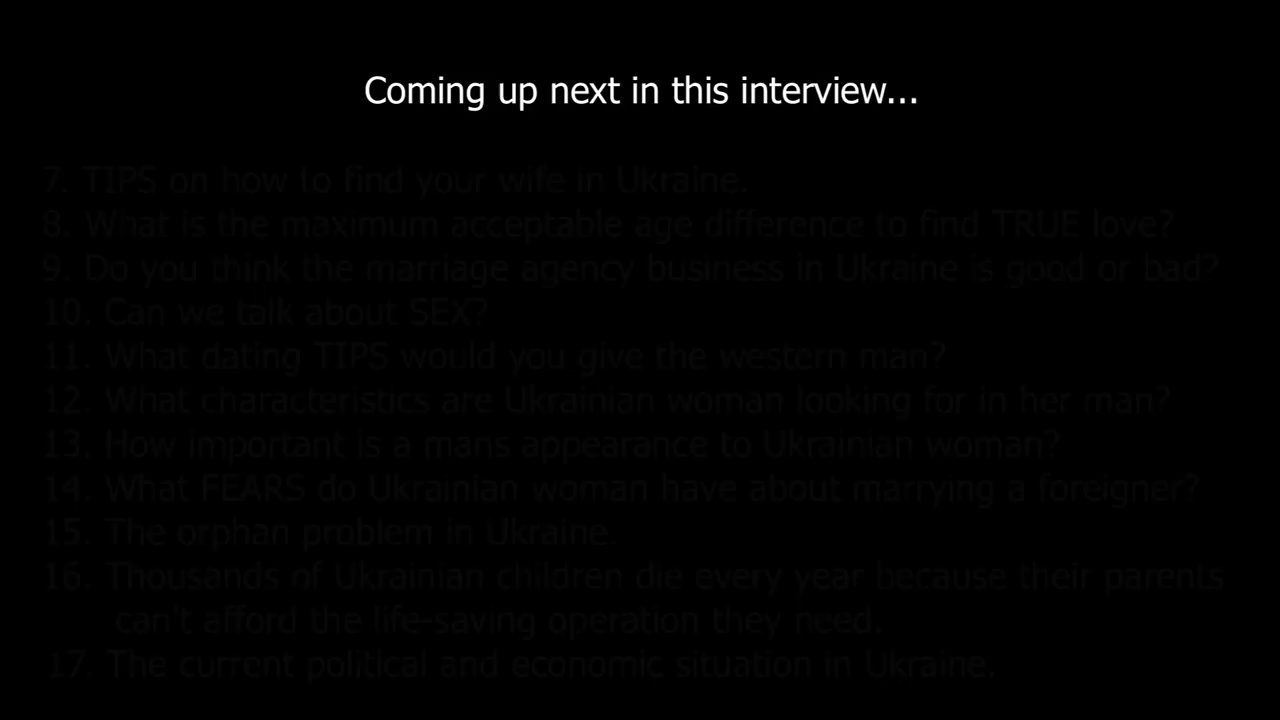 Coming up next in this interview...
7. TIPS on how to find your wife in Ukraine.
8. What is the maximum acceptable age difference to find TRUE love?
9. Do you think the marriage agency business in Ukraine is good or bad?
10. Can we talk about SEX?
11. What dating TIPS would you give the western man?
12. What characteristics are Ukrainian woman looking for in her man?
13. How important is a mans appearance to Ukrainian woman?
14. What FEARS do Ukrainian woman have about marrying a foreigner?
15. The orphan problem in Ukraine.
16. Thousands of Ukrainian children die every year because their parents
can't afford the life-saving operation they need.
17. The current political and economic situation in Ukraine.